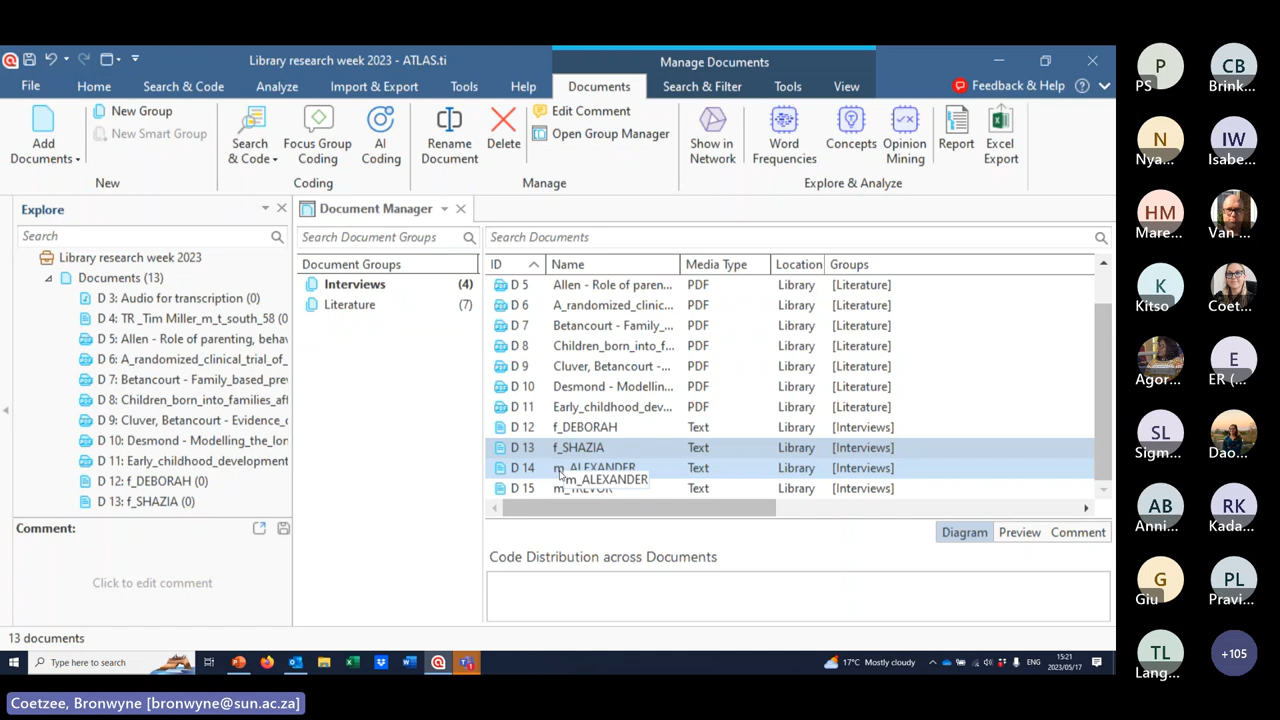 Library research week 2023 - ATLAS.ti
Manage Documents
File
Home
Search & Code
Analyze
Import & Export
Tools
Help
Documents
Search & Filter
Tools
View
Feedback & Help
Add Documents
New Group
New Smart Group
New
Search & Code
Focus Group Coding
AI Coding
Coding
Rename Document
Delete
Edit Comment
Open Group Manager
Manage
Show in Network
Word Frequencies
Concepts
Opinion Mining
Report
Excel Export
Explore & Analyze
Explore
Search
Library research week 2023
Documents (13)
D 3: Audio for transcription (0)
D 4: TR _Tim Miller_m_t_south_58 (0
D 5: Allen - Role of parenting, behav
D 6: A_randomized_clinical_trial_of_
D 7: Betancourt - Family_based_prev
D 8: Children_born_into_families_aff
D 9: Cluver, Betancourt - Evidence_o
D 10: Desmond - Modelling_the_lon
D 11: Early_childhood_development
D 12: f_DEBORAH (0)
D 13: f_SHAZIA (0)
Comment:
Click to edit comment
13 documents
Document Manager
Search Document Groups
Document Groups
Interviews (4)
Literature (7)
Search Documents
ID Name Media Type Location Groups
D 5 Allen - Role of paren... PDF Library [Literature]
D 6 A_randomized_clinic... PDF Library [Literature]
D 7 Betancourt - Family_... PDF Library [Literature]
D 8 Children_born_into_f... PDF Library [Literature]
D 9 Cluver, Betancourt -... PDF Library [Literature]
D 10 Desmond - Modellin... PDF Library [Literature]
D 11 Early_childhood_dev... PDF Library [Literature]
D 12 f_DEBORAH Text Library [Interviews]
D 13 f_SHAZIA Text Library [Interviews]
D 14 m_ALEXANDER Text Library [Interviews]
m_ALEXANDER
D 15 m_TREVOR Text Library [Interviews]
Diagram
Preview
Comment
Code Distribution across Documents
Type here to search
17°C Mostly cloudy
ENG
15:21
2023/05/17
Coetzee, Bronwyne [bronwyne@sun.ac.za]
P
PS
CB
Brink...
N
Nya...
IW
Isabe...
HM
Mare...
Van ...
K
Kitso
Coet...
Agor...
E
ER (...
SL
Sigm...
Dao...
AB
Anni...
RK
Kada...
G
Giu
PL
Pravi...
TL
Lang...
+105